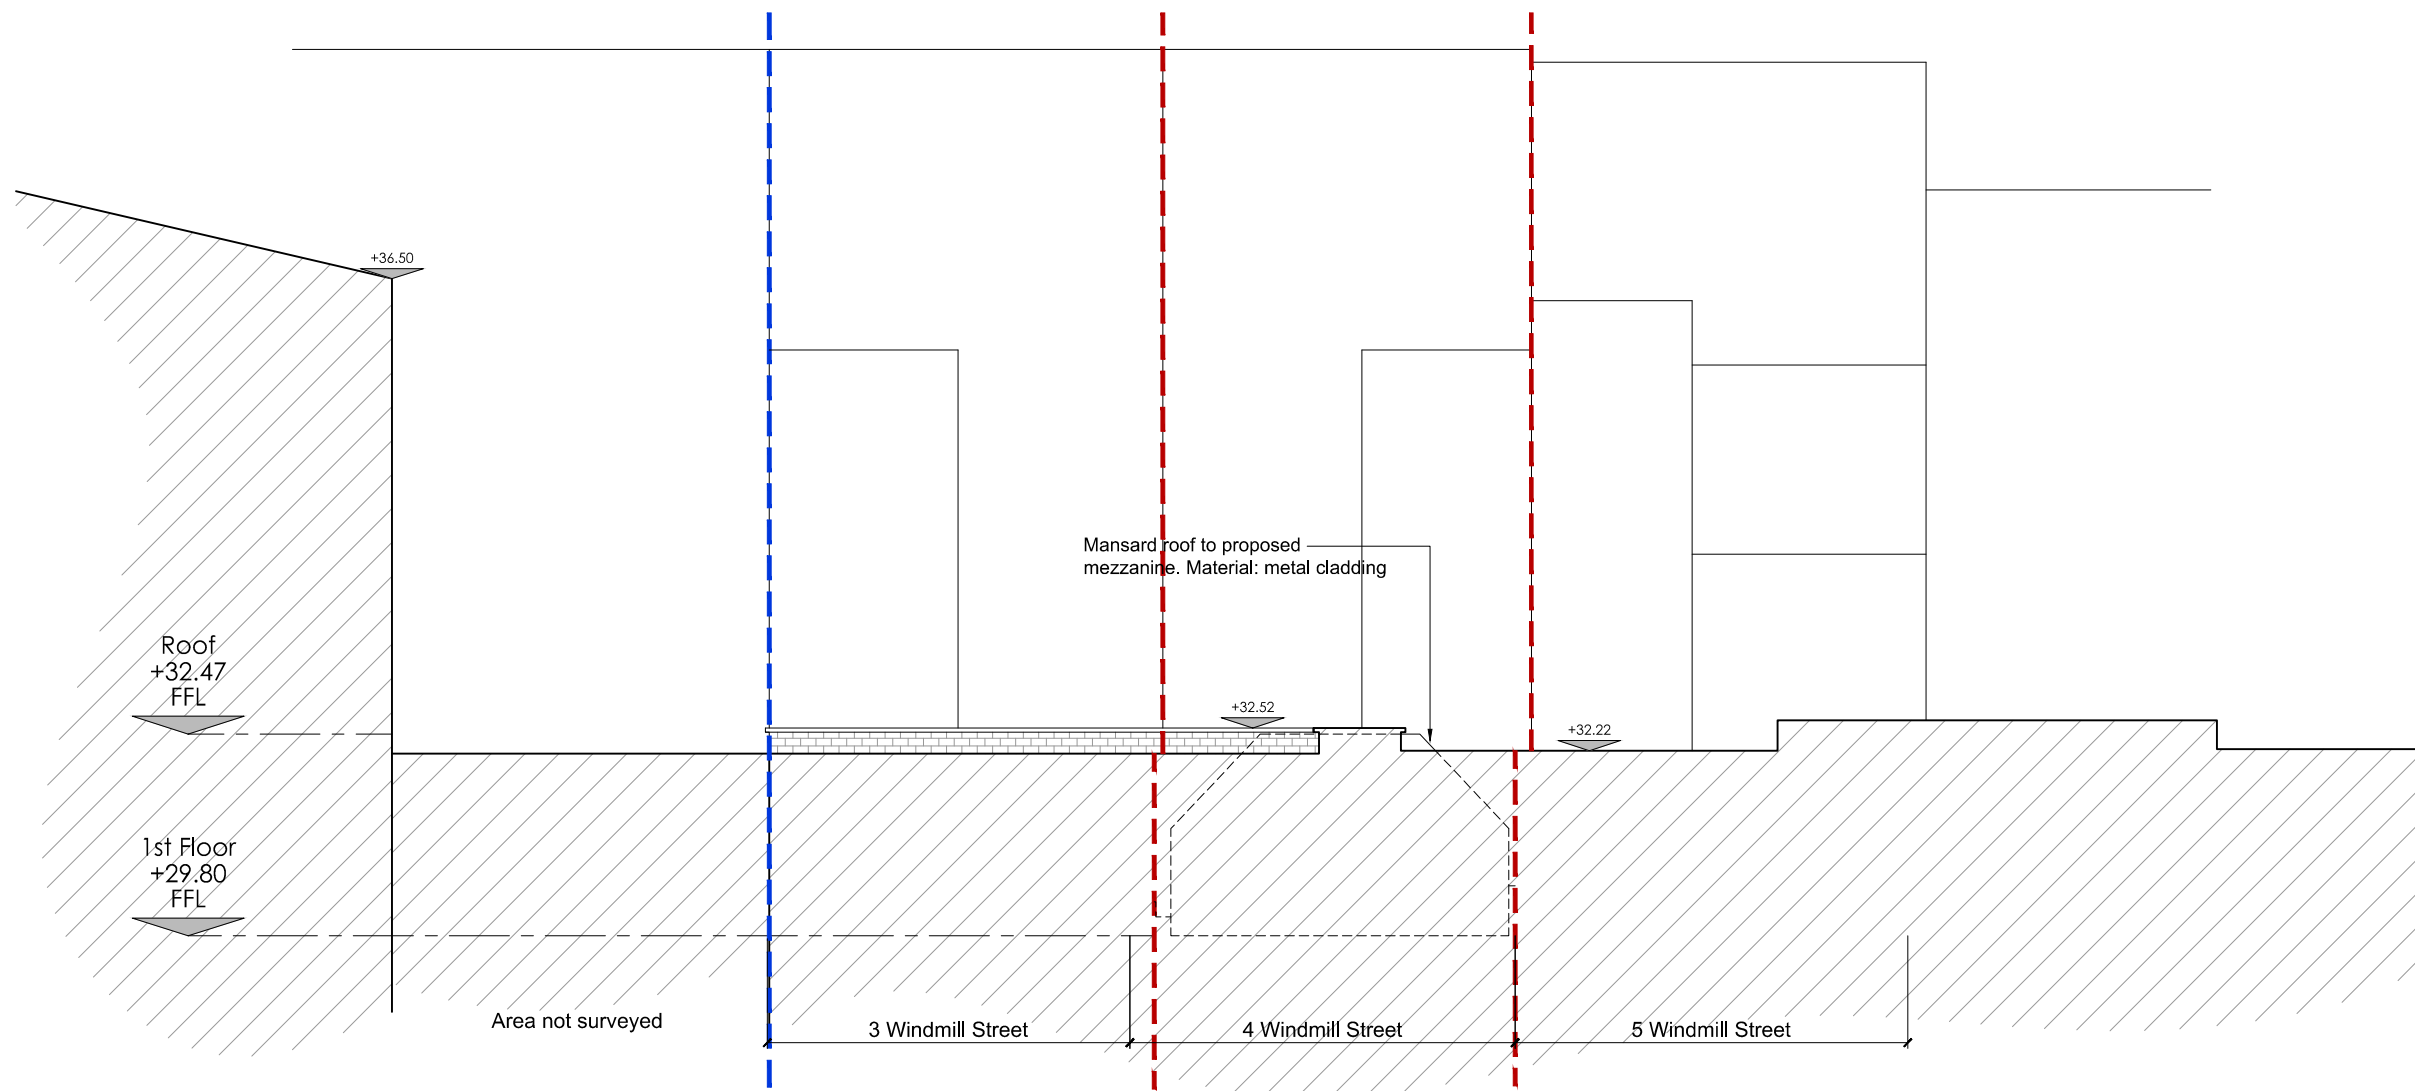 +36.50
Mansard roof to proposed
mezzanine. Material: metal cladding
Roof
+32.47
FFL
+32.52
+32.22
1st Floor
+29.80
FFL
Area not surveyed
3 Windmill Street
4 Windmill Street
5 Windmill Street